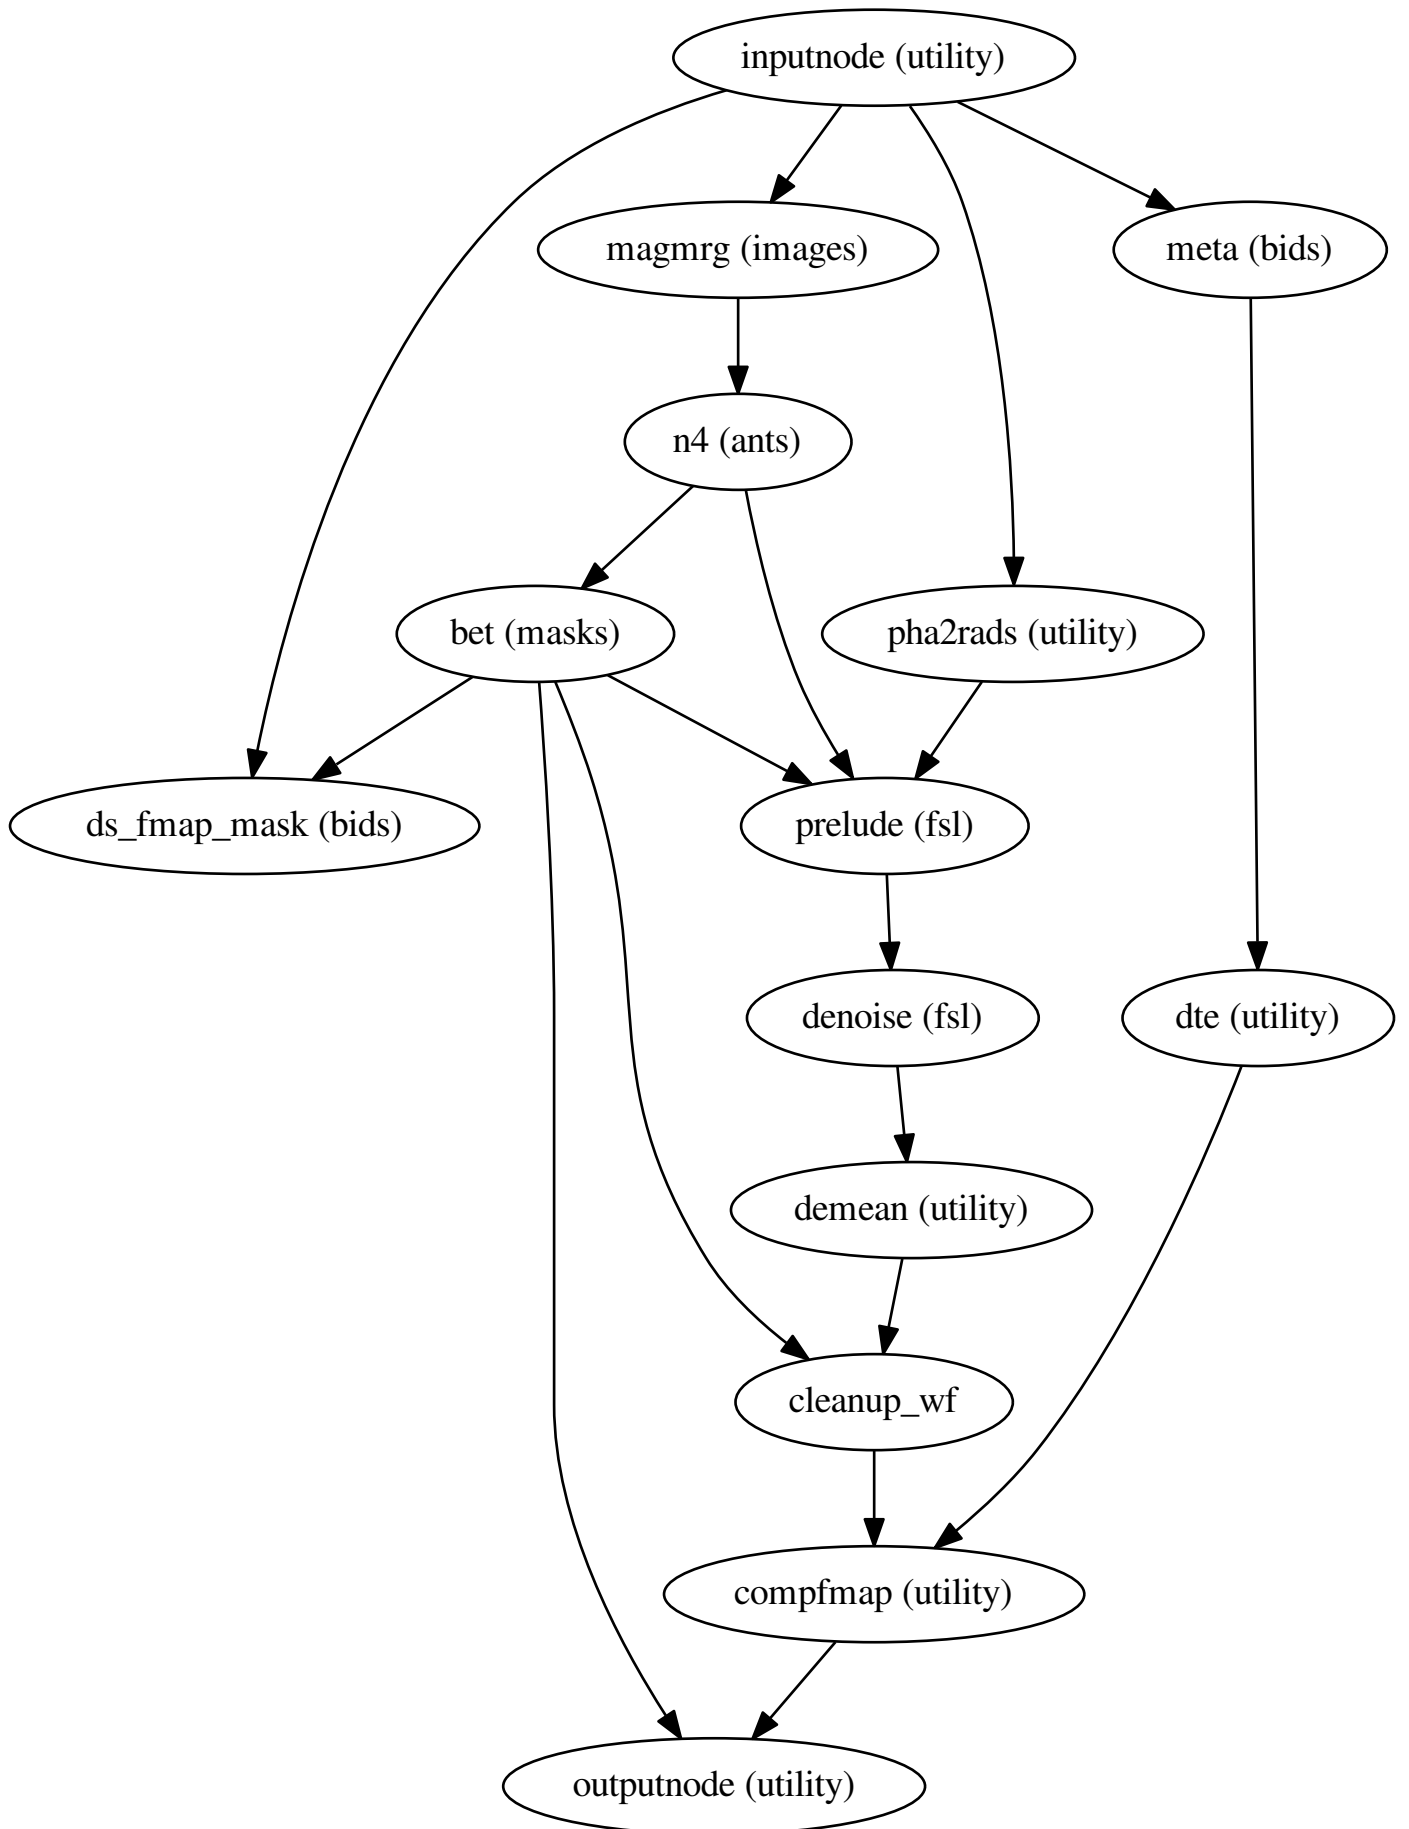 inputnode (utility)
magmrg (images)
meta (bids)
n4 (ants)
bet (masks)
pha2rads (utility)
ds_fmap_mask (bids)
prelude (fsl)
denoise (fsl)
dte (utility)
demean (utility)
cleanup_wf
compfmap (utility)
outputnode (utility)